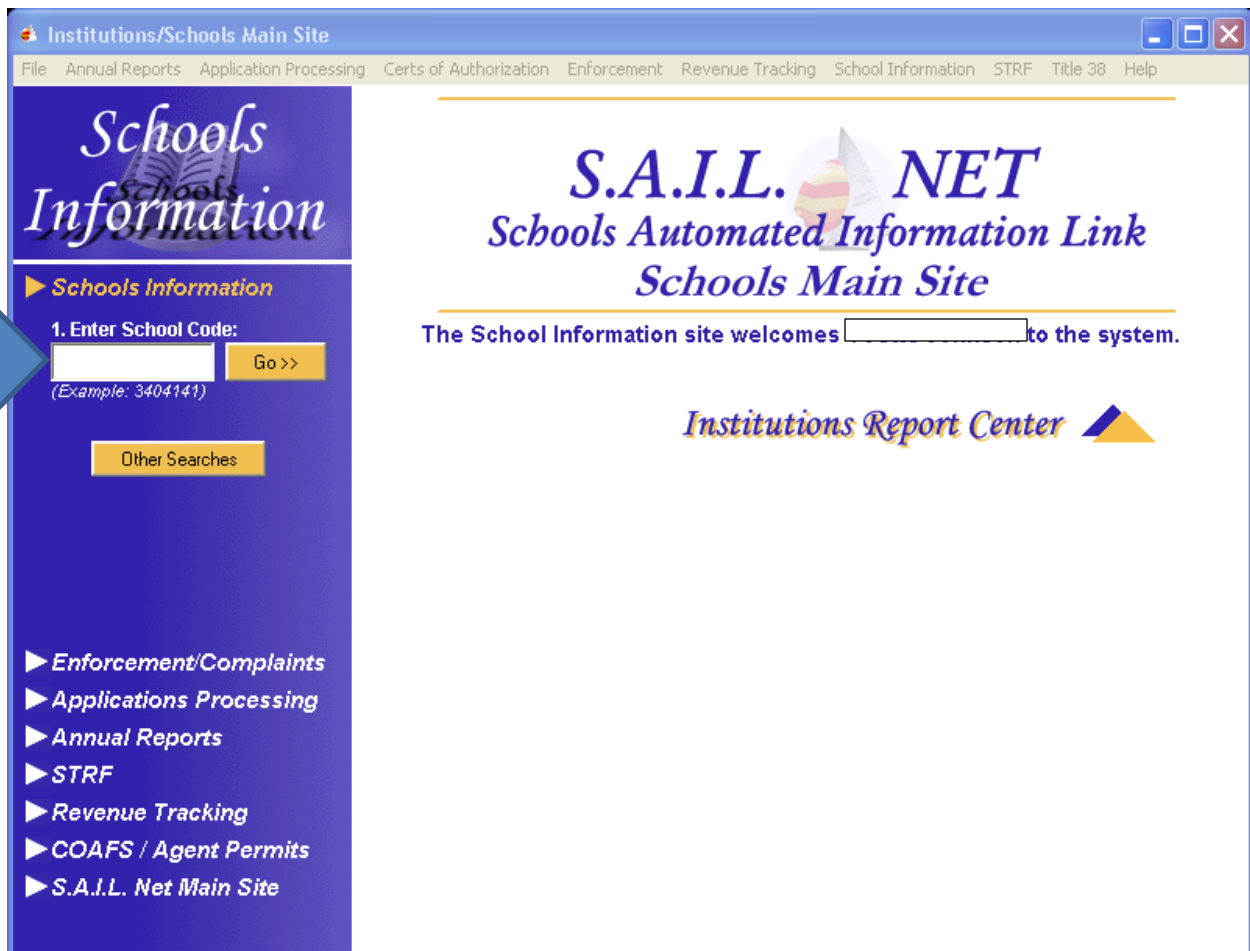 Institutions/Schools Main Site
File Annual Reports Application Processing Certs of Authorization Enforcement Revenue Tracking School Information STRF Title 38 Help
Schools
Information
Schools Information
1. Enter School Code:
Go >>
(Example: 3404141)
Other Searches
Enforcement/Complaints
Applications Processing
Annual Reports
STRF
Revenue Tracking
COAFS / Agent Permits
S.A.I.L. Net Main Site
S.A.I.L. NET
Schools Automated Information Link
Schools Main Site
The School Information site welcomes to the system.
Institutions Report Center